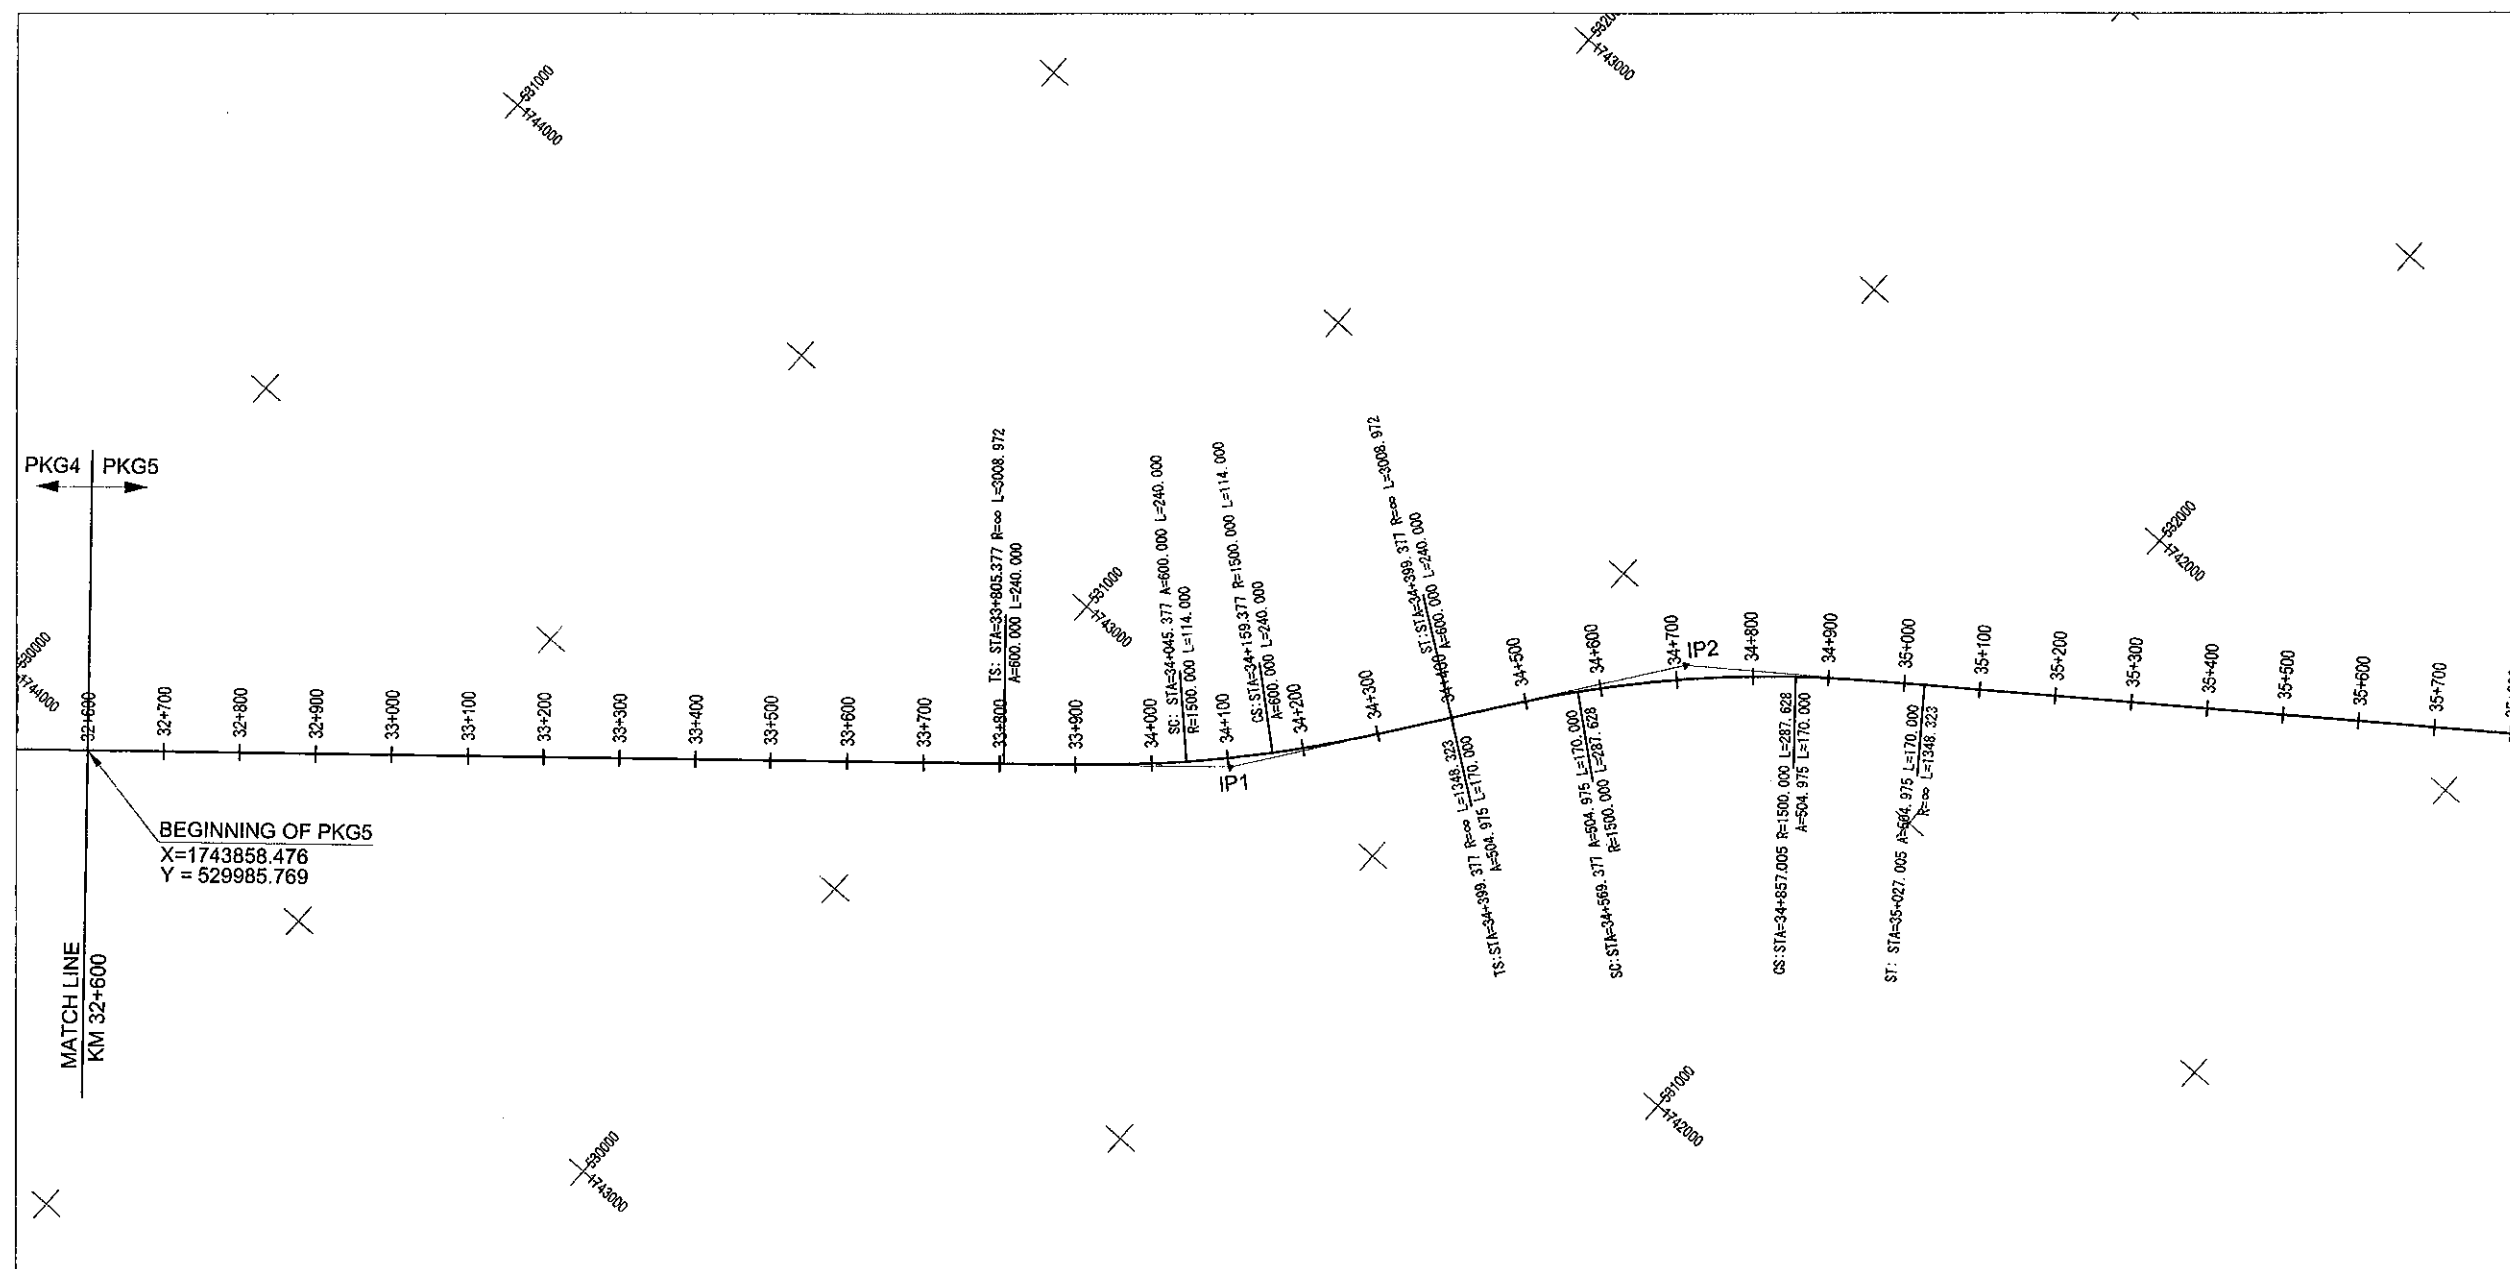 532000
1743000
531000
1744000
PKG4
PKG5
TS: STA=33+805.377 R=∞ L=3008.972
A=600.000 L=240.000
SC: STA=34+045.377 A=600.000 L=240.000
R=1500.000 L=114.000
CS:STA=34+159.377 R=1500.000 L=114.000
A=600.000 L=240.000
ST:STA=34+399.377 R=∞ L=3008.972
A=600.000 L=240.000
531000
1743000
532000
1742000
530000
1744000
32+600
32+700
32+800
32+900
33+000
33+100
33+200
33+300
33+400
33+500
33+600
33+700
33+800
33+900
34+000
34+100
34+200
34+300
34+400
34+500
34+600
34+700
34+800
34+900
35+000
35+100
35+200
35+300
35+400
35+500
35+600
35+700
IP1
IP2
TS:STA=34+399.377 R=∞ L=1348.323
A=504.975 L=170.000
SC:STA=34+569.377 A=504.975 L=170.000
R=1500.000 L=287.628
CS:STA=34+857.005 R=1500.000 L=287.628
A=504.975 L=170.000
ST: STA=35+027.005 A=504.975 L=170.000
R=∞ L=1348.323
BEGINNING OF PKG5
X=1743858.476
Y = 529985.769
MATCH LINE
KM 32+600
530000
1743000
531000
1742000